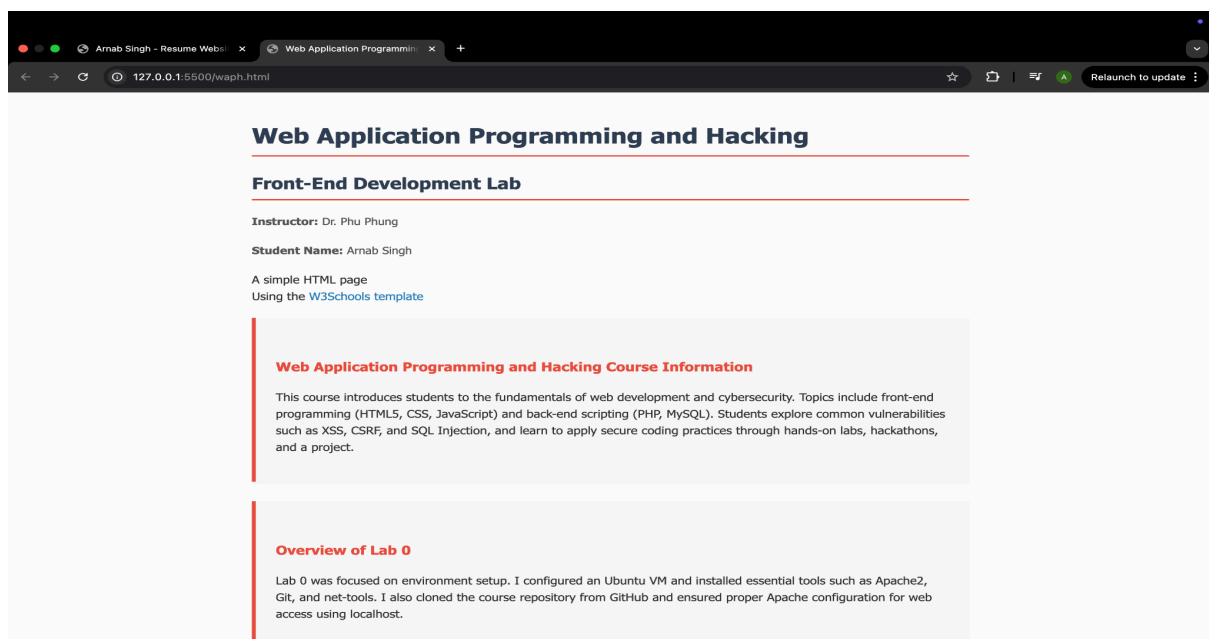 Arnab Singh - Resume Websi
Web Application Programming
127.0.0.1:5500/waph.html
A
Relaunch to update
Web Application Programming and Hacking
Front-End Development Lab
Instructor: Dr. Phu Phung
Student Name: Arnab Singh
A simple HTML page
Using the W3Schools template
Web Application Programming and Hacking Course Information
This course introduces students to the fundamentals of web development and cybersecurity. Topics include front-end
programming (HTML5, CSS, JavaScript) and back-end scripting (PHP, MySQL). Students explore common vulnerabilities
such as XSS, CSRF, and SQL Injection, and learn to apply secure coding practices through hands-on labs, hackathons,
and a project.
Overview of Lab 0
Lab 0 was focused on environment setup. I configured an Ubuntu VM and installed essential tools such as Apache2,
Git, and net-tools. I also cloned the course repository from GitHub and ensured proper Apache configuration for web
access using localhost.